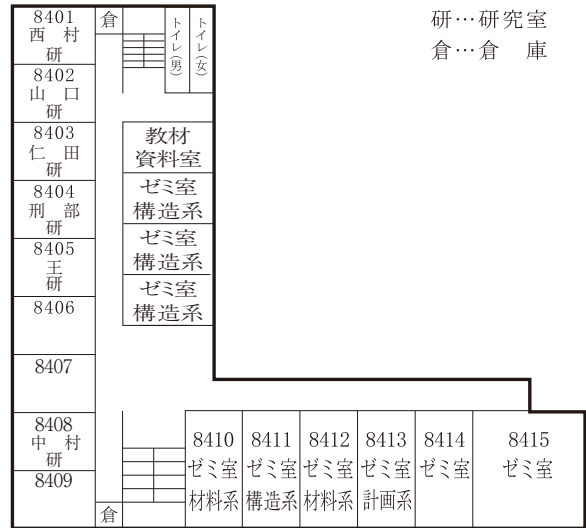 8401
西 村
研
8402
山 口
研
8403
仁 田
研
8404
刑 部
研
8405
王
研
8406
8407
8408
中 村
研
8409
倉
トイレ(男)
トイレ(女)
教材
資料室
ゼミ室
構造系
ゼミ室
構造系
ゼミ室
構造系
研…研究室
倉…倉　庫
倉
8410
ゼミ室
材料系
8411
ゼミ室
構造系
8412
ゼミ室
材料系
8413
ゼミ室
計画系
8414
ゼミ室
8415
ゼミ室